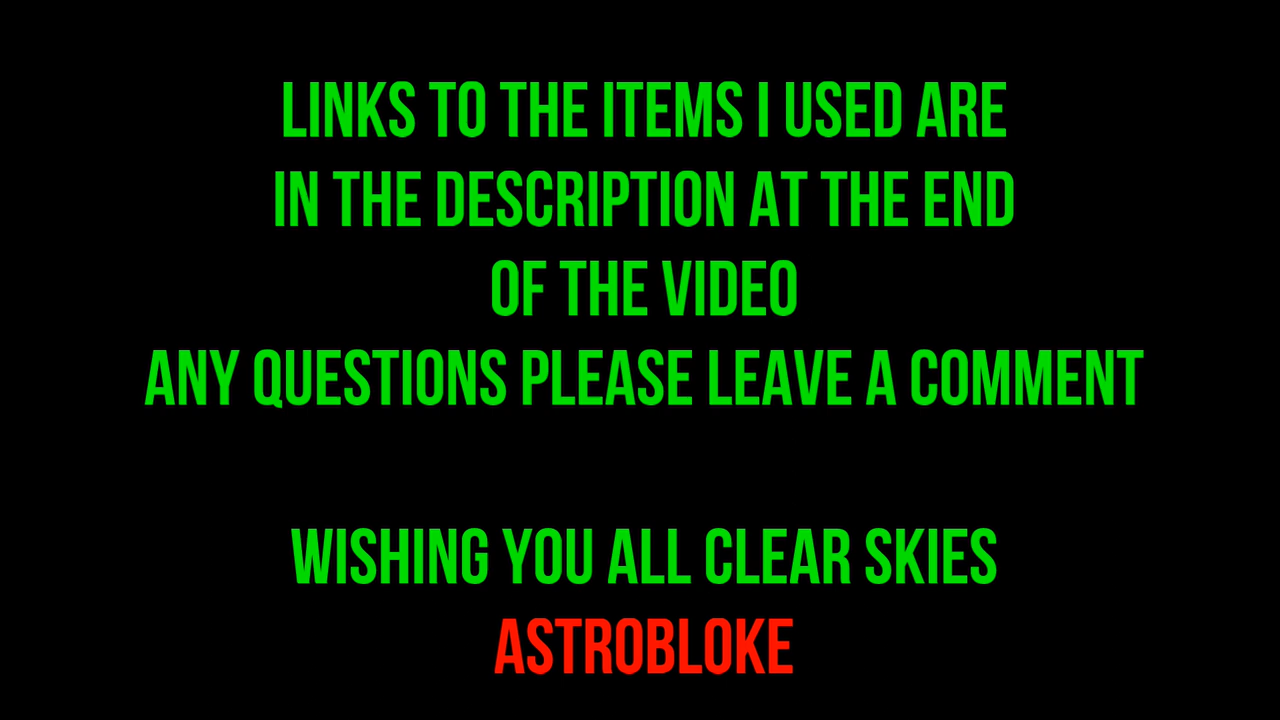 LINKS TO THE ITEMS I USED ARE
IN THE DESCRIPTION AT THE END
OF THE VIDEO
ANY QUESTIONS PLEASE LEAVE A COMMENT
WISHING YOU ALL CLEAR SKIES
ASTROBLOKE